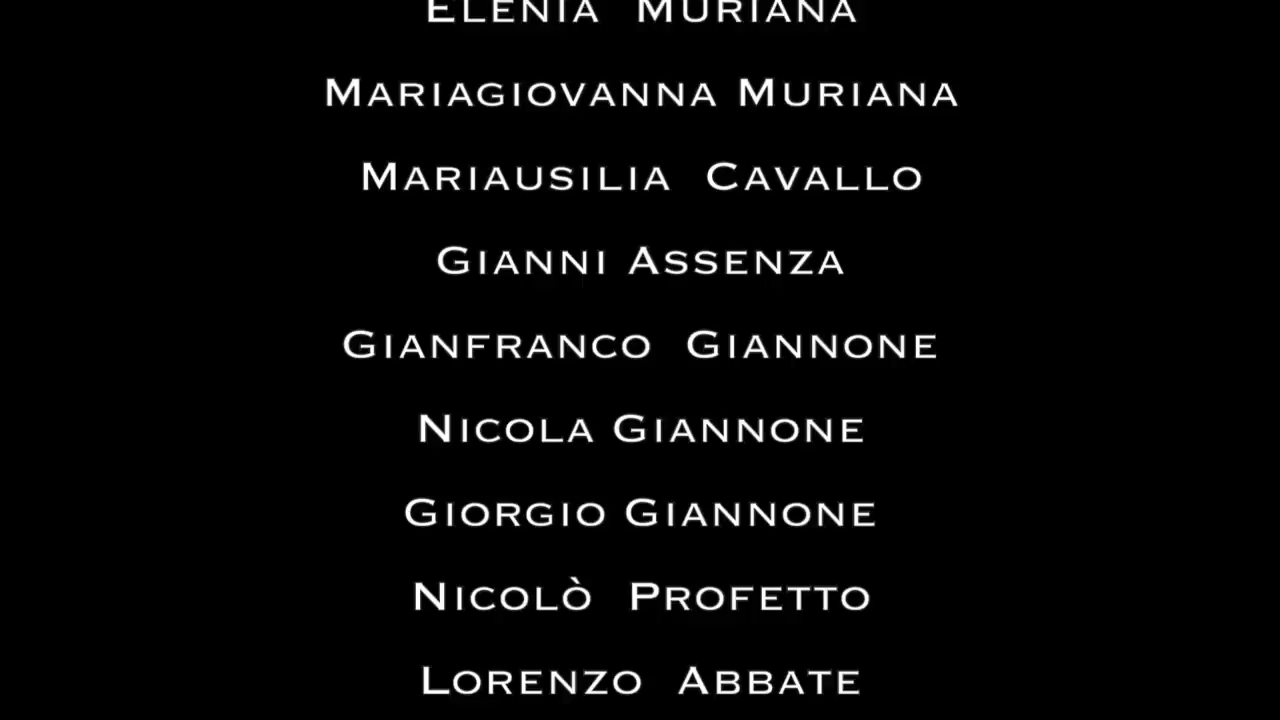 Elenia Muriana
Mariagiovanna Muriana
Mariausilia Cavallo
Gianni Assenza
Gianfranco Giannone
Nicola Giannone
Giorgio Giannone
Nicolò Profetto
Lorenzo Abbate